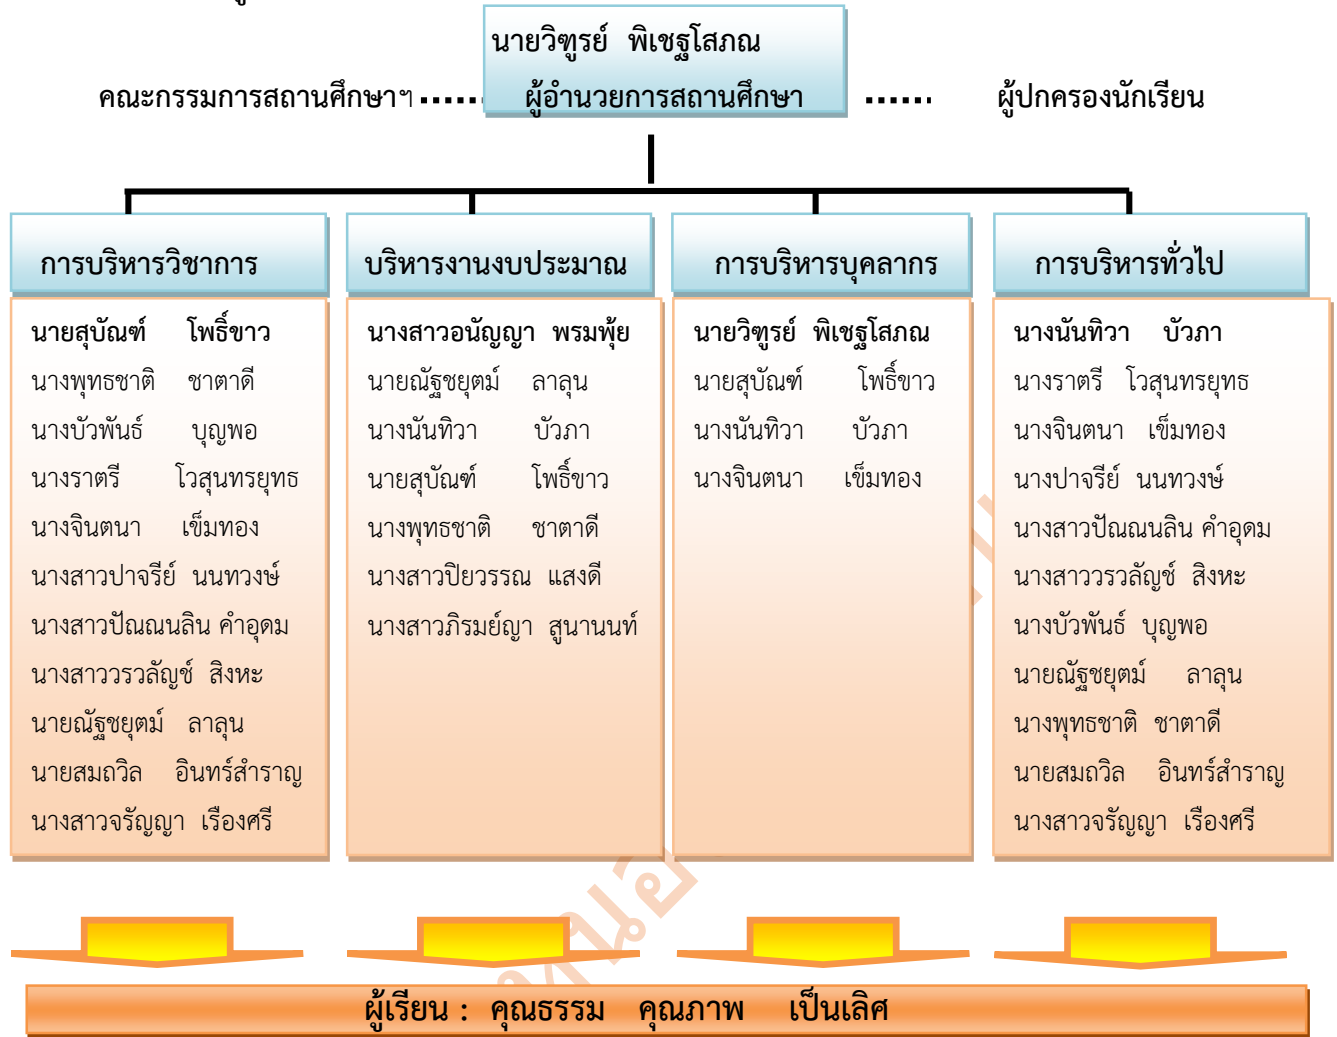 นายวิฑูรย์ พิเชฐโสภณ
คณะกรรมการสถานศึกษาฯ ...... ผู้อำนวยการสถานศึกษา ...... ผู้ปกครองนักเรียน
การบริหารวิชาการ
นายสุบัณฑ์ โพธิ์ขาว
นางพุทธชาติ ชาตาดี
นางบัวพันธ์ บุญพอ
นางราตรี โวสุนทรยุทธ
นางจินตนา เข็มทอง
นางสาวปาจรีย์ นนทวงษ์
นางสาวปัณณนลิน คำอุดม
นางสาววรวลัญช์ สิงหะ
นายณัฐชยุตม์ ลาลุน
นายสมถวิล อินทร์สำราญ
นางสาวจรัญญา เรืองศรี
บริหารงานงบประมาณ
นางสาวอนัญญา พรมพุ้ย
นายณัฐชยุตม์ ลาลุน
นางนันทิวา บัวภา
นายสุบัณฑ์ โพธิ์ขาว
นางพุทธชาติ ชาตาดี
นางสาวปิยวรรณ แสงดี
นางสาวภิรมย์ญา สูนานนท์
การบริหารบุคลากร
นายวิฑูรย์ พิเชฐโสภณ
นายสุบัณฑ์ โพธิ์ขาว
นางนันทิวา บัวภา
นางจินตนา เข็มทอง
การบริหารทั่วไป
นางนันทิวา บัวภา
นางราตรี โวสุนทรยุทธ
นางจินตนา เข็มทอง
นางปาจรีย์ นนทวงษ์
นางสาวปัณณนลิน คำอุดม
นางสาววรวลัญช์ สิงหะ
นางบัวพันธ์ บุญพอ
นายณัฐชยุตม์ ลาลุน
นางพุทธชาติ ชาตาดี
นายสมถวิล อินทร์สำราญ
นางสาวจรัญญา เรืองศรี
ผู้เรียน : คุณธรรม คุณภาพ เป็นเลิศ